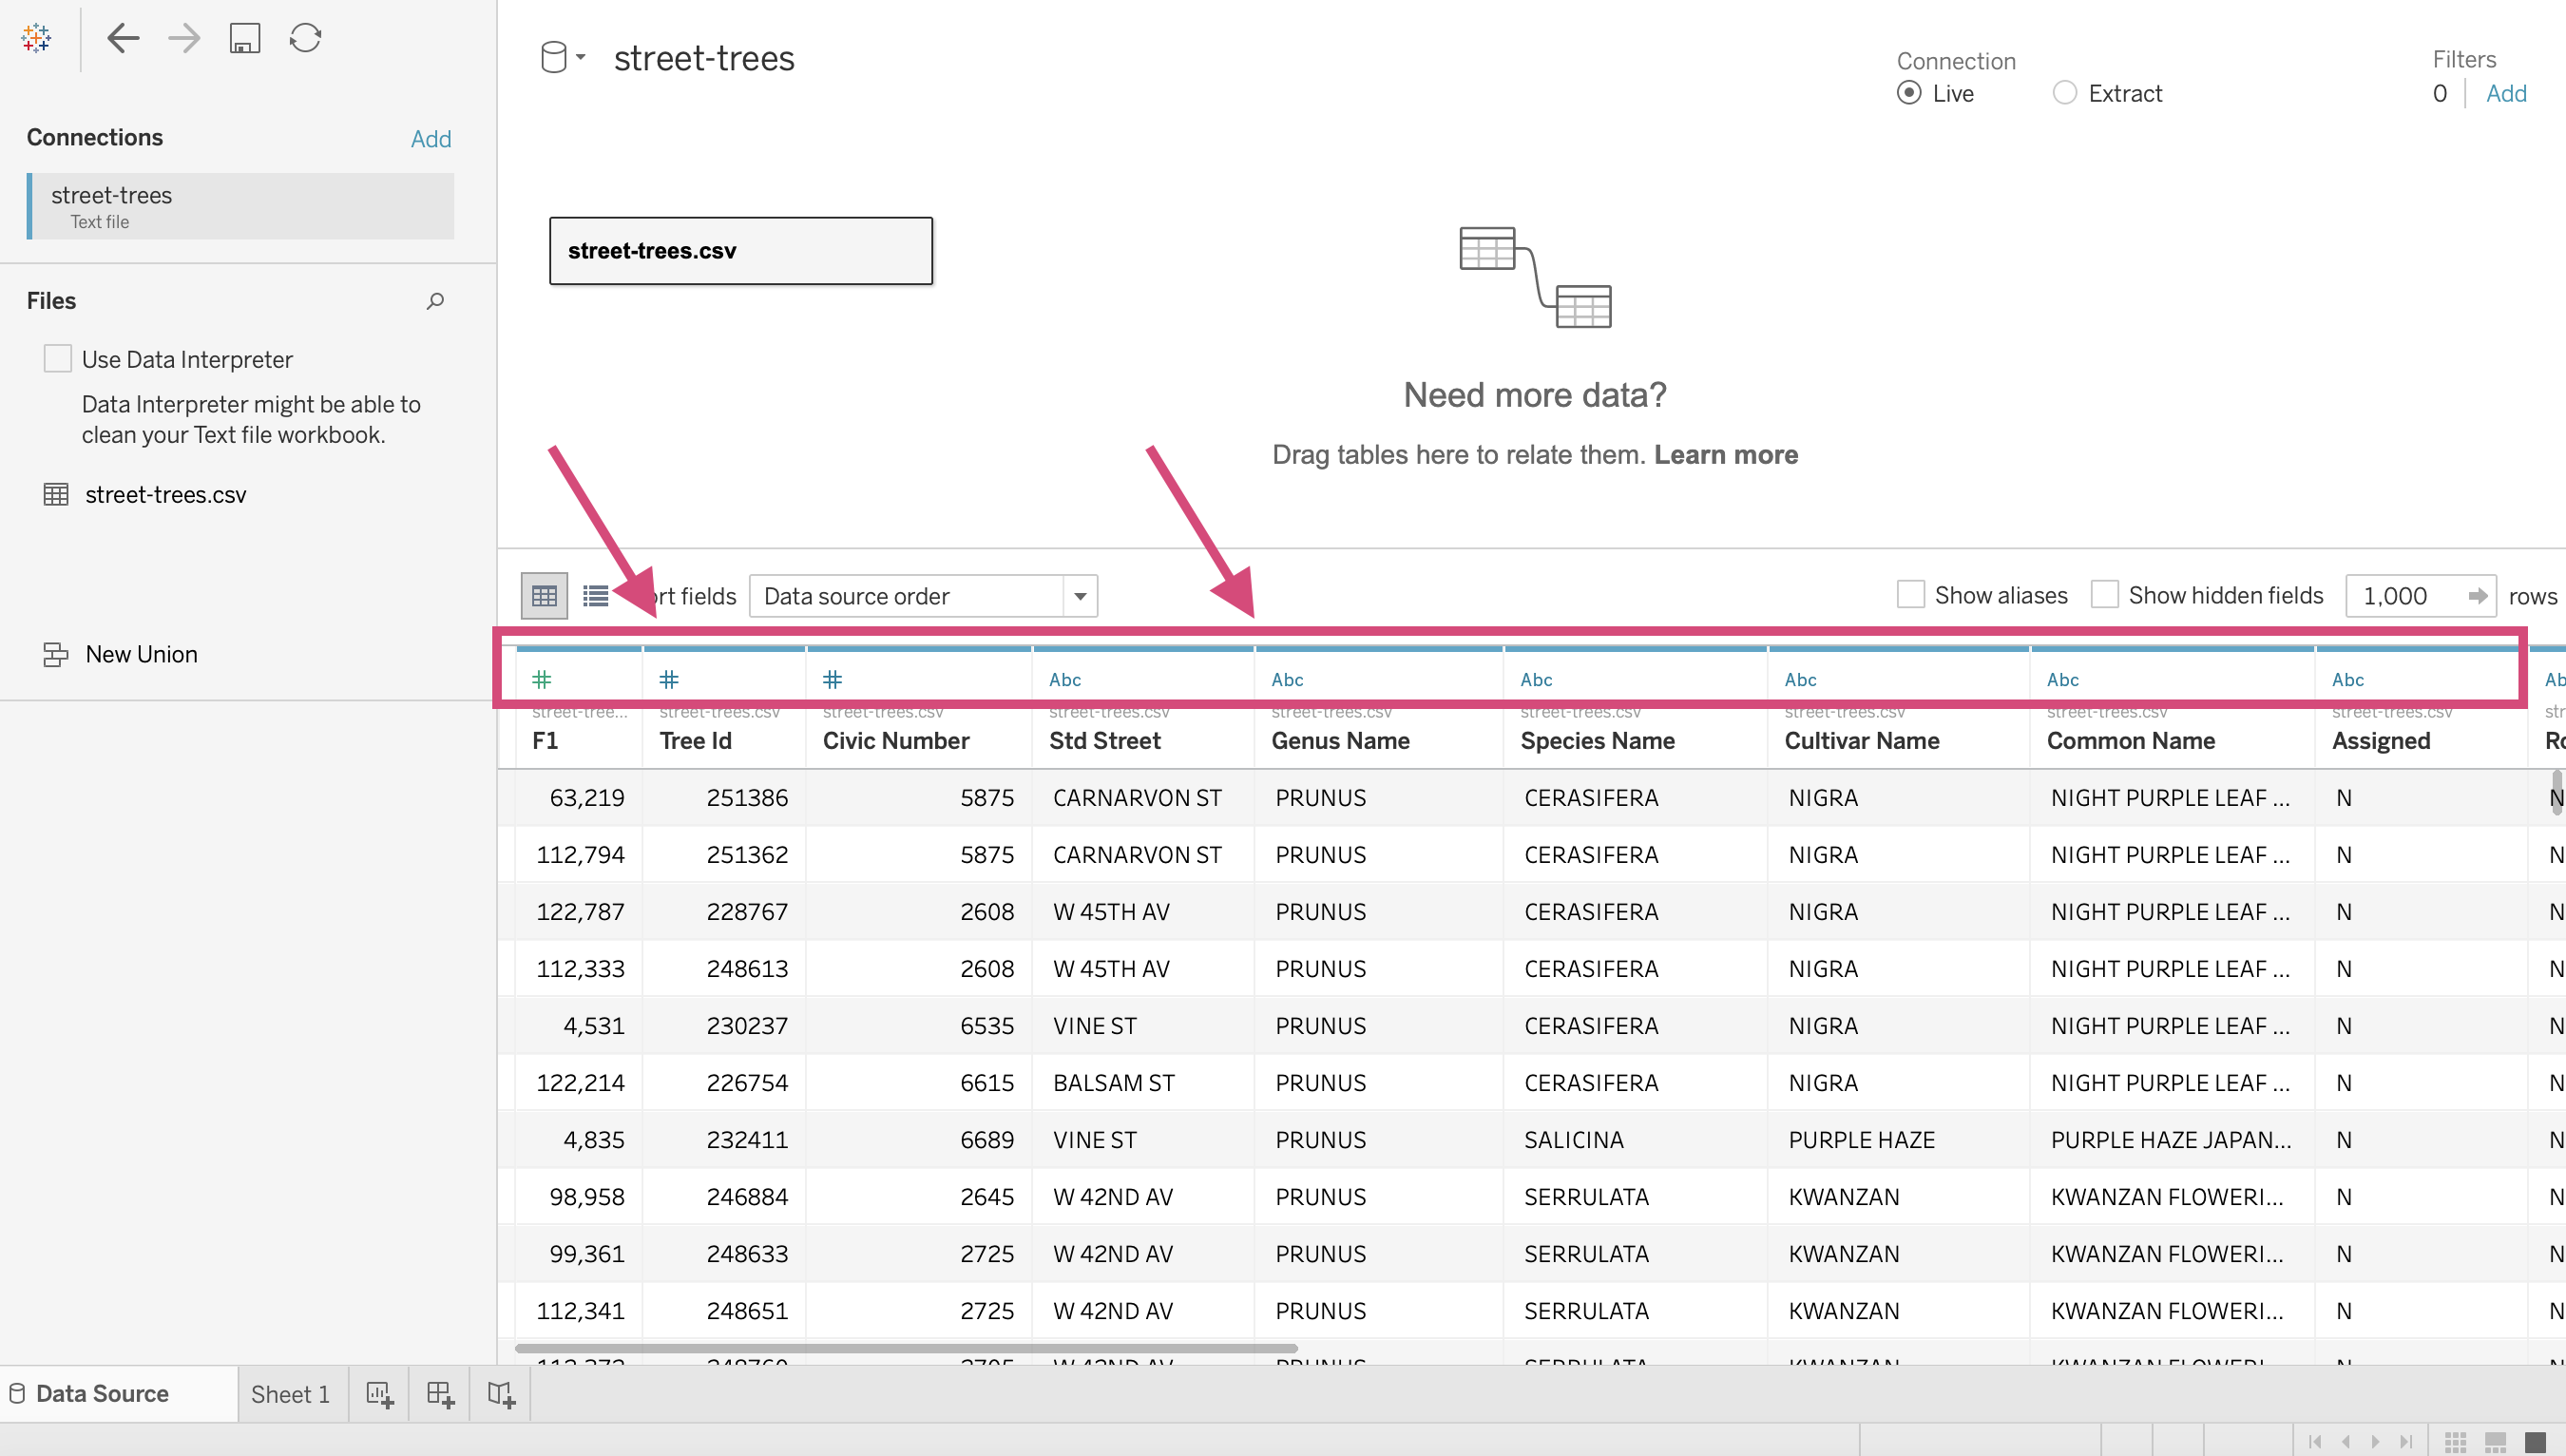 street-trees
Connection
Live
Extract
Filters
0
Add
Connections
Add
street-trees
Text file
street-trees.csv
Files
Use Data Interpreter
Data Interpreter might be able to
clean your Text file workbook.
street-trees.csv
New Union
Need more data?
Drag tables here to relate them. Learn more
rt fields
Data source order
Show aliases
Show hidden fields
1,000
rows
# # # Abc Abc Abc Abc Abc Abc Ab
street-tree... street-trees.csv street-trees.csv street-trees.csv street-trees.csv street-trees.csv street-trees.csv street-trees.csv street-trees.csv str
F1 Tree Id Civic Number Std Street Genus Name Species Name Cultivar Name Common Name Assigned Ro
63,219 251386 5875 CARNARVON ST PRUNUS CERASIFERA NIGRA NIGHT PURPLE LEAF ... N N
112,794 251362 5875 CARNARVON ST PRUNUS CERASIFERA NIGRA NIGHT PURPLE LEAF ... N N
122,787 228767 2608 W 45TH AV PRUNUS CERASIFERA NIGRA NIGHT PURPLE LEAF ... N N
112,333 248613 2608 W 45TH AV PRUNUS CERASIFERA NIGRA NIGHT PURPLE LEAF ... N N
4,531 230237 6535 VINE ST PRUNUS CERASIFERA NIGRA NIGHT PURPLE LEAF ... N N
122,214 226754 6615 BALSAM ST PRUNUS CERASIFERA NIGRA NIGHT PURPLE LEAF ... N N
4,835 232411 6689 VINE ST PRUNUS SALICINA PURPLE HAZE PURPLE HAZE JAPAN... N N
98,958 246884 2645 W 42ND AV PRUNUS SERRULATA KWANZAN KWANZAN FLOWERI... N N
99,361 248633 2725 W 42ND AV PRUNUS SERRULATA KWANZAN KWANZAN FLOWERI... N N
112,341 248651 2725 W 42ND AV PRUNUS SERRULATA KWANZAN KWANZAN FLOWERI... N N
W 42ND AV PRUNUS SERRULATA KWANZAN KWANZAN FLOWERI... N N
Data Source
Sheet 1